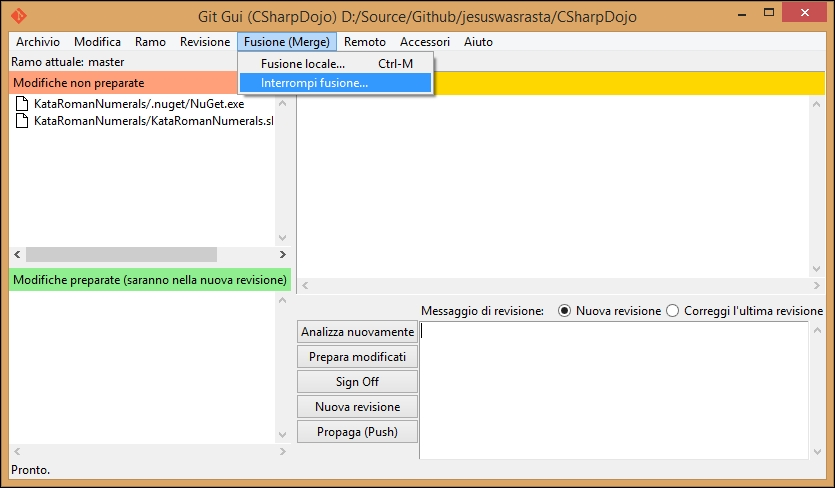 Git Gui (CSharpDojo) D:/Source/Github/jesuswasrasta/CSharpDojo
Archivio Modifica Ramo Revisione Fusione (Merge) Remoto Accessori Aiuto
Ramo attuale: master
Fusione locale... Ctrl-M
Interrompi fusione...
Modifiche non preparate
KataRomanNumerals/.nuget/NuGet.exe
KataRomanNumerals/KataRomanNumerals.sl
Modifiche preparate (saranno nella nuova revisione)
Messaggio di revisione: Nuova revisione Correggi l'ultima revisione
Analizza nuovamente
Prepara modificati
Sign Off
Nuova revisione
Propaga (Push)
Pronto.